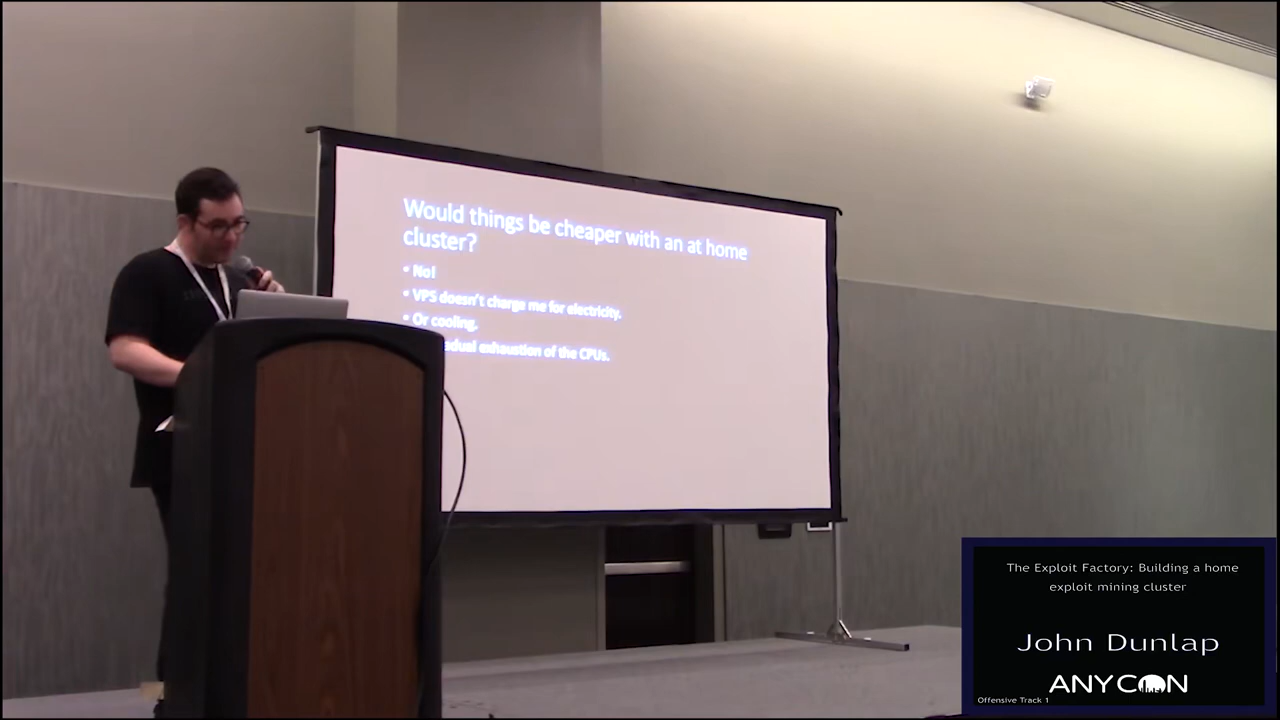 Would things be cheaper with an at home
cluster?
• No!
• VPS doesn't charge me for electricity.
• Or cooling.
exhaustion of the CPUs.
The Exploit Factory: Building a home
exploit mining cluster
John Dunlap
ANYCON
Offensive Track 1